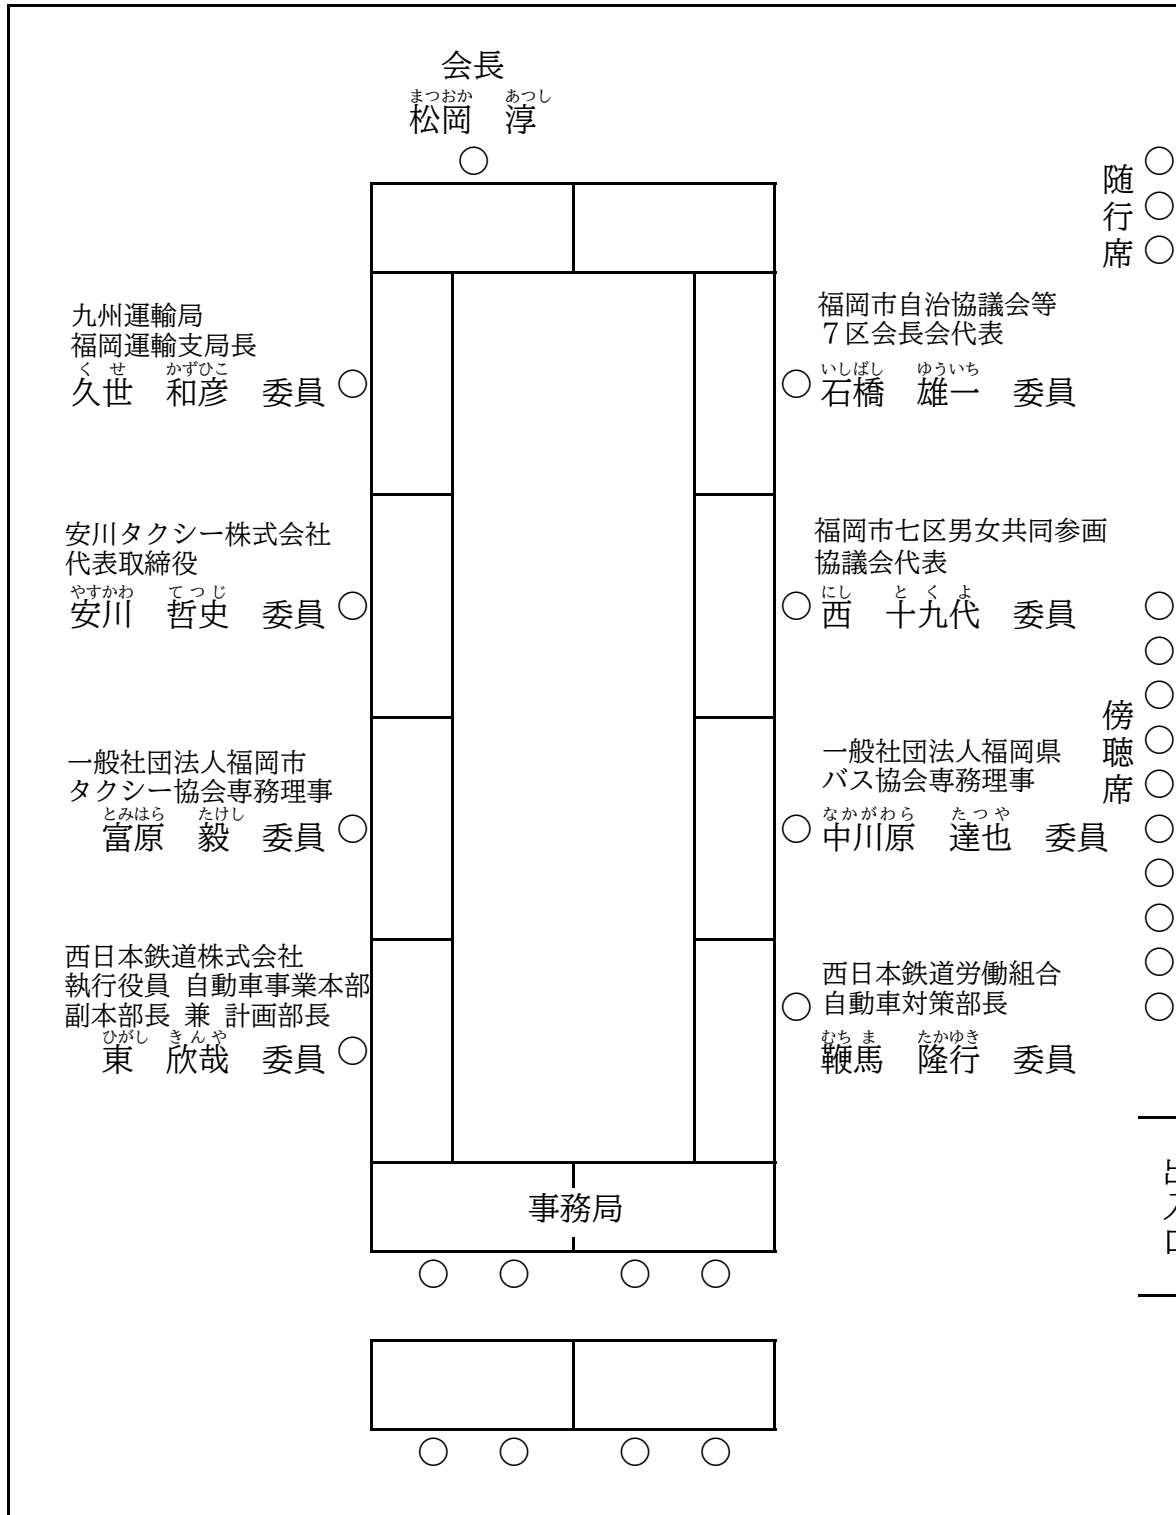 会長
まつおか　あつし
松岡　淳
○
随行席
○
○
○
九州運輸局
福岡運輸支局長
くせ　かずひこ
久世　和彦　委員 ○
福岡市自治協議会等
７区会長会代表
いしばし　ゆういち
○ 石橋　雄一　委員
安川タクシー株式会社
代表取締役
やすかわ　てつじ
安川　哲史　委員 ○
福岡市七区男女共同参画
協議会代表
にし　とくよ
○ 西　十九代　委員
一般社団法人福岡市
タクシー協会専務理事
とみはら　たけし
富原　毅　委員 ○
一般社団法人福岡県
バス協会専務理事
なかがわら　たつや
○ 中川原　達也　委員
西日本鉄道株式会社
執行役員 自動車事業本部
副本部長 兼 計画部長
ひがし　きんや
東　欣哉　委員 ○
西日本鉄道労働組合
○ 自動車対策部長
むちま　たかゆき
鞭馬　隆行　委員
傍聴席
○
○
○
○
○
○
○
○
○
○
出入口
事務局
○ ○ ○ ○
○ ○ ○ ○